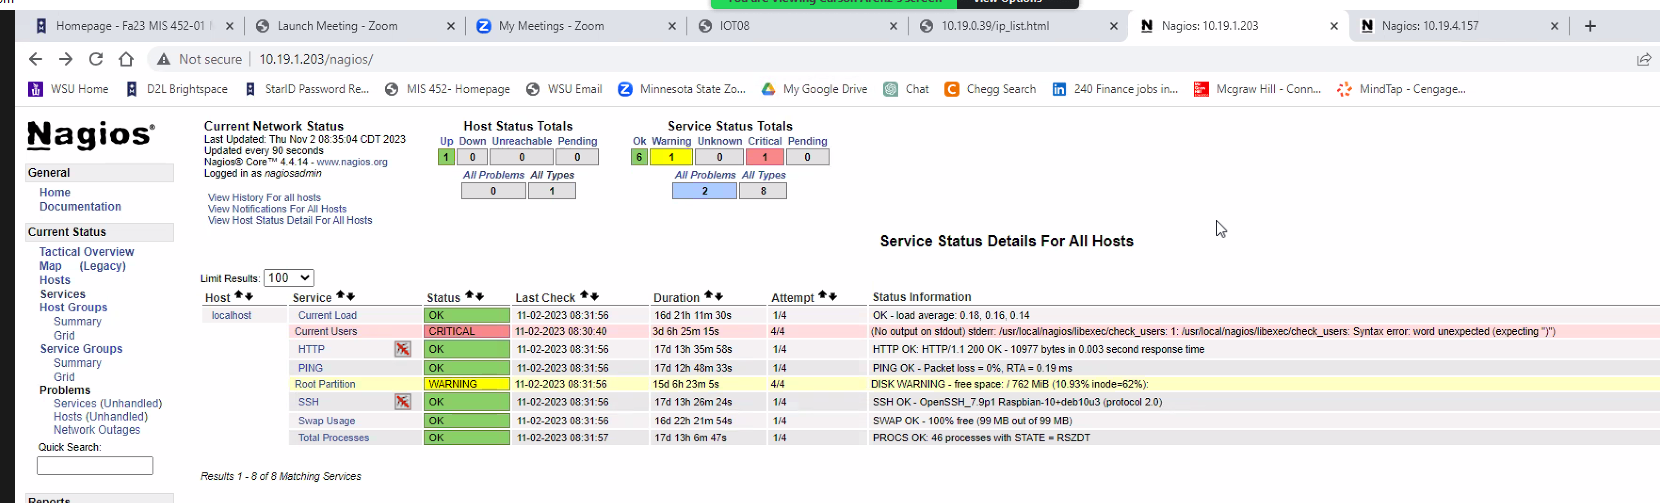 You are viewing Carson Arenz's screen View Options
Homepage - Fa23 MIS 452-01 Launch Meeting - Zoom My Meetings - Zoom IOT08 10.19.0.39/ip_list.html Nagios: 10.19.1.203 Nagios: 10.19.4.157
Not secure 10.19.1.203/nagios/
WSU Home D2L Brightspace StarID Password Re... MIS 452- Homepage WSU Email Minnesota State Zo... My Google Drive Chat Chegg Search 240 Finance jobs in... Mcgraw Hill - Conn... MindTap - Cengage...
Nagios®
General
Home
Documentation
Current Status
Tactical Overview
Map (Legacy)
Hosts
Services
Host Groups
Summary
Grid
Service Groups
Summary
Grid
Problems
Services (Unhandled)
Hosts (Unhandled)
Network Outages
Quick Search:
Reports
Current Network Status
Last Updated: Thu Nov 2 08:35:04 CDT 2023
Updated every 90 seconds
Nagios® Core™ 4.4.14 - www.nagios.org
Logged in as nagiosadmin
View History For all hosts
View Notifications For All Hosts
View Host Status Detail For All Hosts
Host Status Totals
Up Down Unreachable Pending
1 0 0 0
All Problems All Types
0 1
Service Status Totals
Ok Warning Unknown Critical Pending
6 1 0 1 0
All Problems All Types
2 8
Service Status Details For All Hosts
Limit Results: 100
Host Service Status Last Check Duration Attempt Status Information
localhost Current Load OK 11-02-2023 08:31:56 16d 21h 11m 30s 1/4 OK - load average: 0.18, 0.16, 0.14
Current Users CRITICAL 11-02-2023 08:30:40 3d 6h 25m 15s 4/4 (No output on stdout) stderr: /usr/local/nagios/libexec/check_users: 1: /usr/local/nagios/libexec/check_users: Syntax error: word unexpected (expecting ")")
HTTP OK 11-02-2023 08:31:56 17d 13h 35m 58s 1/4 HTTP OK: HTTP/1.1 200 OK - 10977 bytes in 0.003 second response time
PING OK 11-02-2023 08:31:56 17d 12h 48m 33s 1/4 PING OK - Packet loss = 0%, RTA = 0.19 ms
Root Partition WARNING 11-02-2023 08:31:56 15d 6h 23m 5s 4/4 DISK WARNING - free space: / 762 MiB (10.93% inode=62%):
SSH OK 11-02-2023 08:31:56 17d 13h 26m 24s 1/4 SSH OK - OpenSSH_7.9p1 Raspbian-10+deb10u3 (protocol 2.0)
Swap Usage OK 11-02-2023 08:31:56 16d 22h 21m 54s 1/4 SWAP OK - 100% free (99 MB out of 99 MB)
Total Processes OK 11-02-2023 08:31:57 17d 13h 6m 47s 1/4 PROCS OK: 46 processes with STATE = RSZDT
Results 1 - 8 of 8 Matching Services